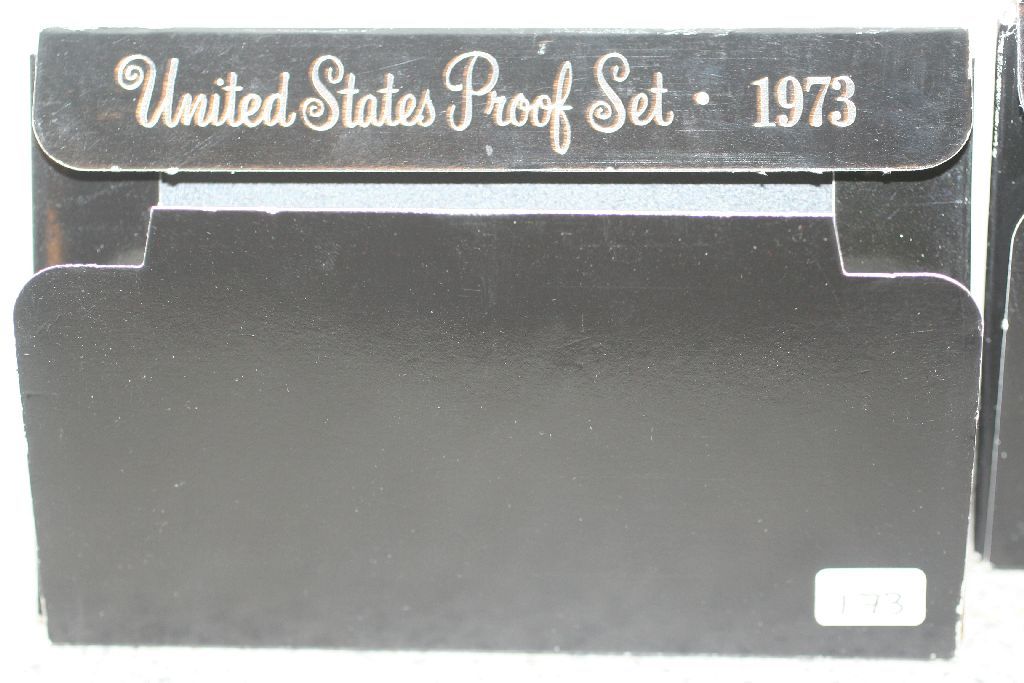 United States Proof Set • 1973
173